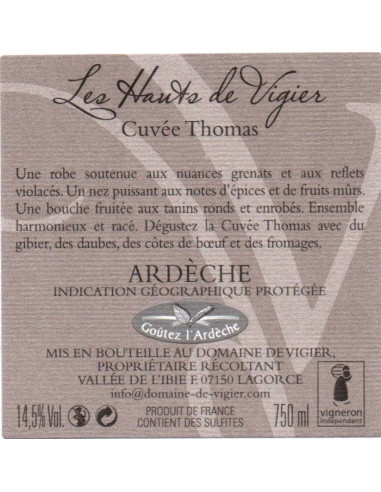 Les Hauts de Vigier
Cuvée Thomas
Une robe soutenue aux nuances grenats et aux reflets
violacés. Un nez puissant aux notes d'épices et de fruits mûrs.
Une bouche fruitée aux tanins ronds et enrobés. Ensemble
harmonieux et racé. Dégustez la Cuvée Thomas avec du
gibier, des daubes, des côtes de bœuf et des fromages.
ARDÈCHE
INDICATION GÉOGRAPHIQUE PROTÉGÉE
Goûtez l'Ardèche
MIS EN BOUTEILLE AU DOMAINE DE VIGIER,
PROPRIÉTAIRE RÉCOLTANT
VALLÉE DE L'IBIE F 07150 LAGORCE
info@domaine-de-vigier.com
14,5%Vol.
PRODUIT DE FRANCE
CONTIENT DES SULFITES
750 ml
vigneron
indépendant